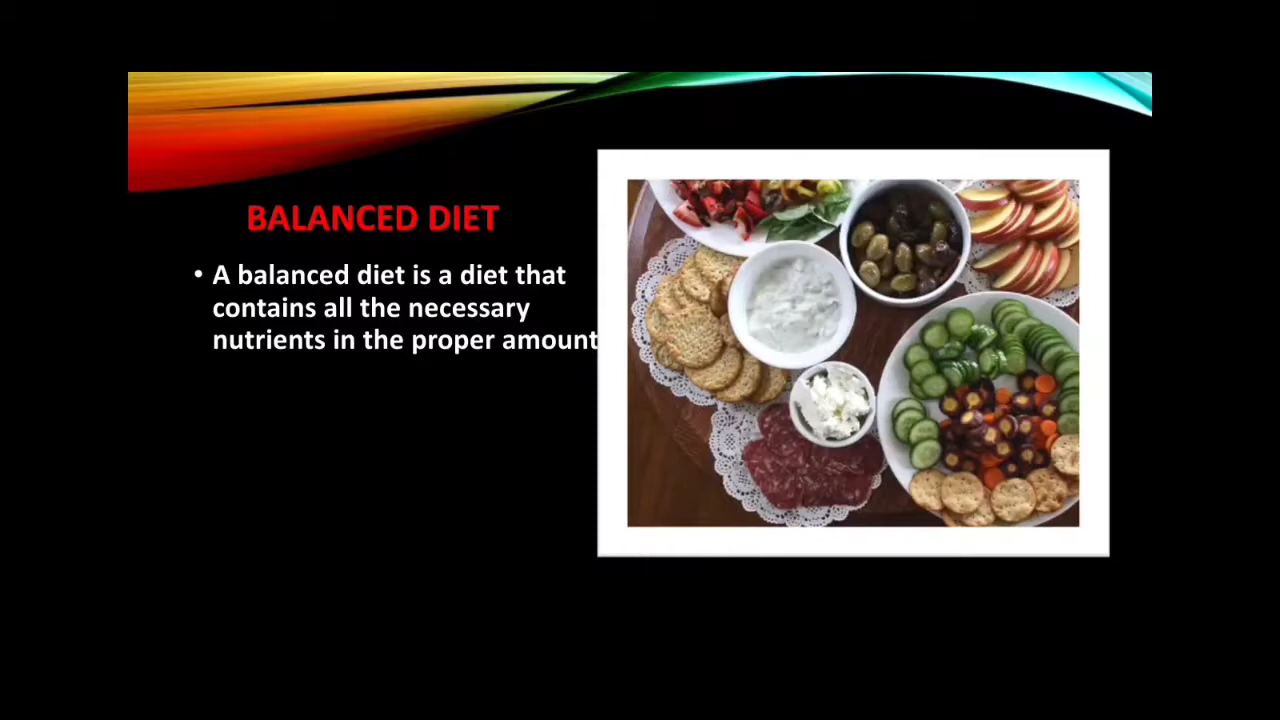 BALANCED DIET
• A balanced diet is a diet that
contains all the necessary
nutrients in the proper amount